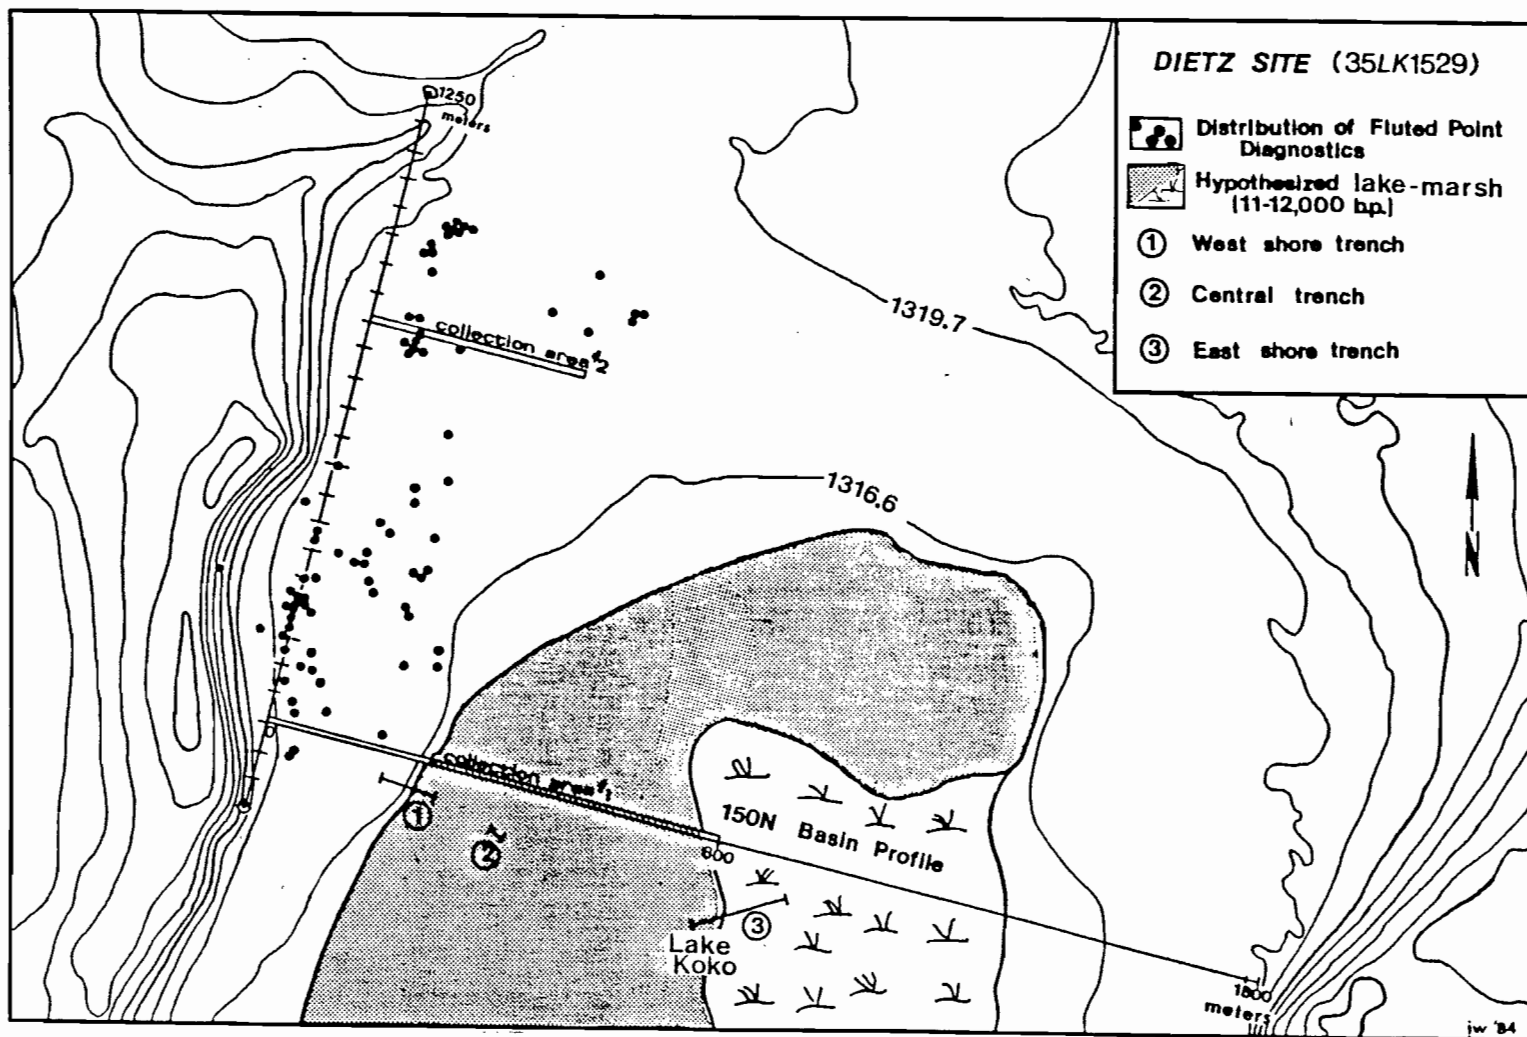 DIETZ SITE (35LK1529)
Distribution of Fluted Point
Diagnostics
Hypothesized lake-marsh
(11-12,000 b.p.)
① West shore trench
② Central trench
③ East shore trench
1250
meters
collection area #2
1319.7
1316.6
N
0
collection area #1
①
②
600
150N Basin Profile
③
Lake
Koko
1800
meters
jw '84